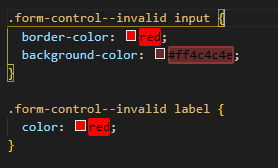 .form-control--invalid input {
border-color: red;
background-color: #ff4c4c4e;
}
.form-control--invalid label {
color: red;
}